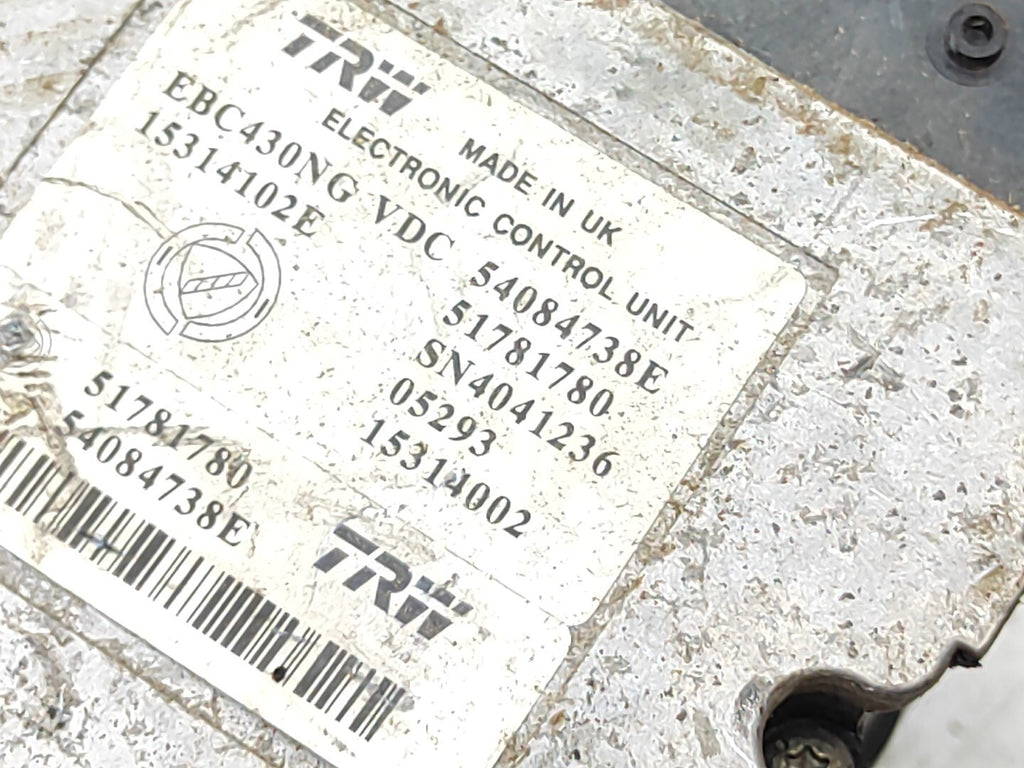 TRW
MADE IN UK
ELECTRONIC CONTROL UNIT
EBC430NG VDC
15314102E
54084738E
51781780
SN4041236
05293
15314002
51781780
54084738E
TRW